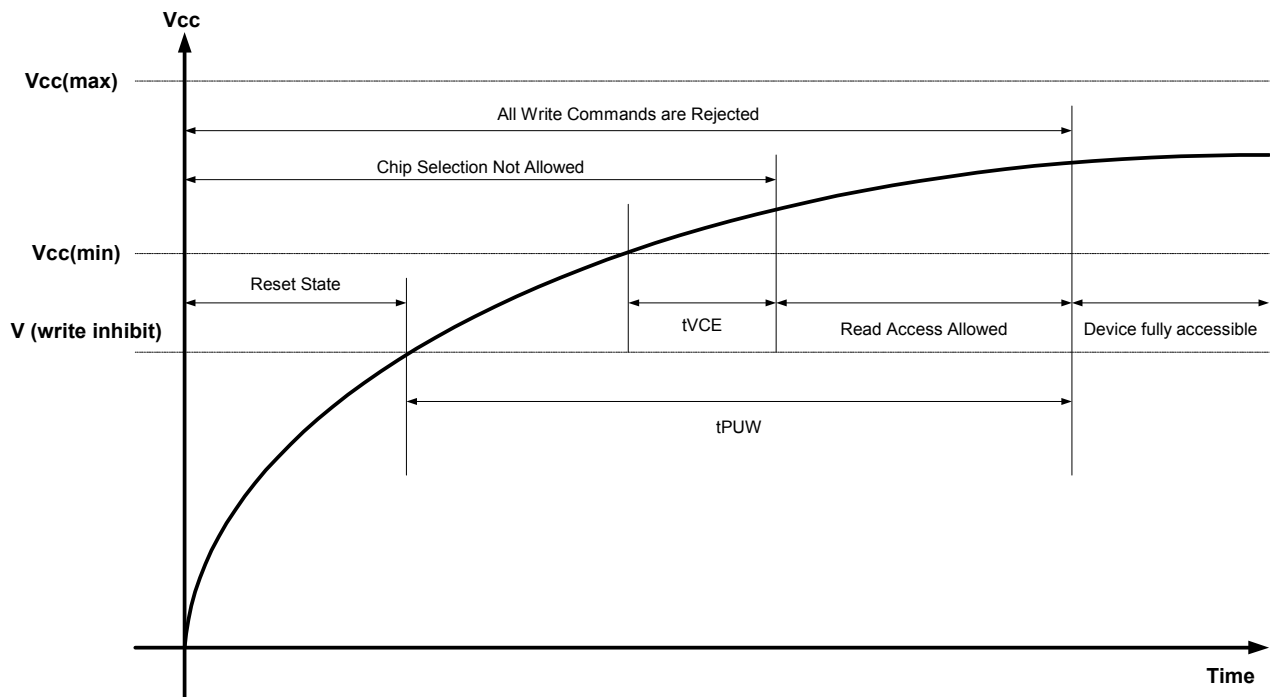 Vcc
Vcc(max)
All Write Commands are Rejected
Chip Selection Not Allowed
Vcc(min)
Reset State
V (write inhibit)
tVCE
Read Access Allowed
Device fully accessible
tPUW
Time